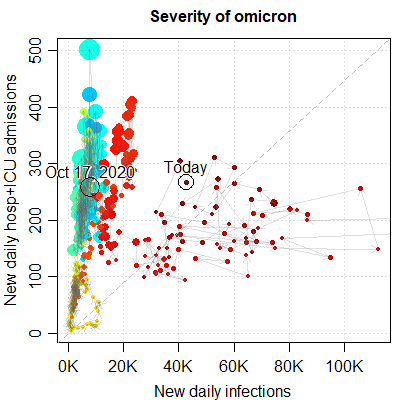 Severity of omicron
New daily hosp+ICU admissions
500
400
300
200
100
0
Oct 17, 2020
Today
0K 20K 40K 60K 80K 100K
New daily infections